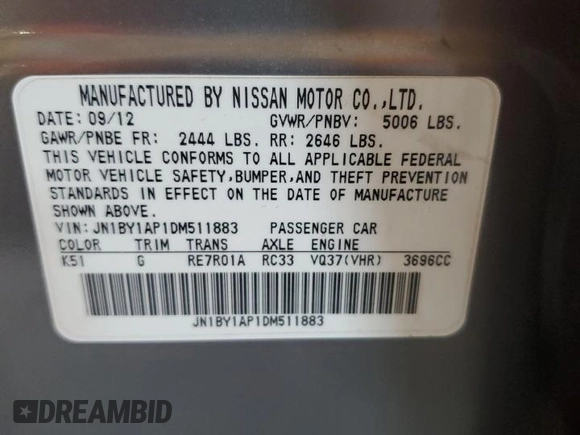 MANUFACTURED BY NISSAN MOTOR CO.,LTD.
DATE: 09/12 GVWR/PNBV: 5006 LBS.
GAWR/PNBE FR: 2444 LBS. RR: 2646 LBS.
THIS VEHICLE CONFORMS TO ALL APPLICABLE FEDERAL
MOTOR VEHICLE SAFETY,BUMPER,AND THEFT PREVENTION
STANDARDS IN EFFECT ON THE DATE OF MANUFACTURE
SHOWN ABOVE.
VIN: JN1BY1AP1DM511883 PASSENGER CAR
COLOR TRIM TRANS AXLE ENGINE
K51 G RE7R01A RC33 VQ37(VHR) 3696CC
JN1BY1AP1DM511883
DREAMBID